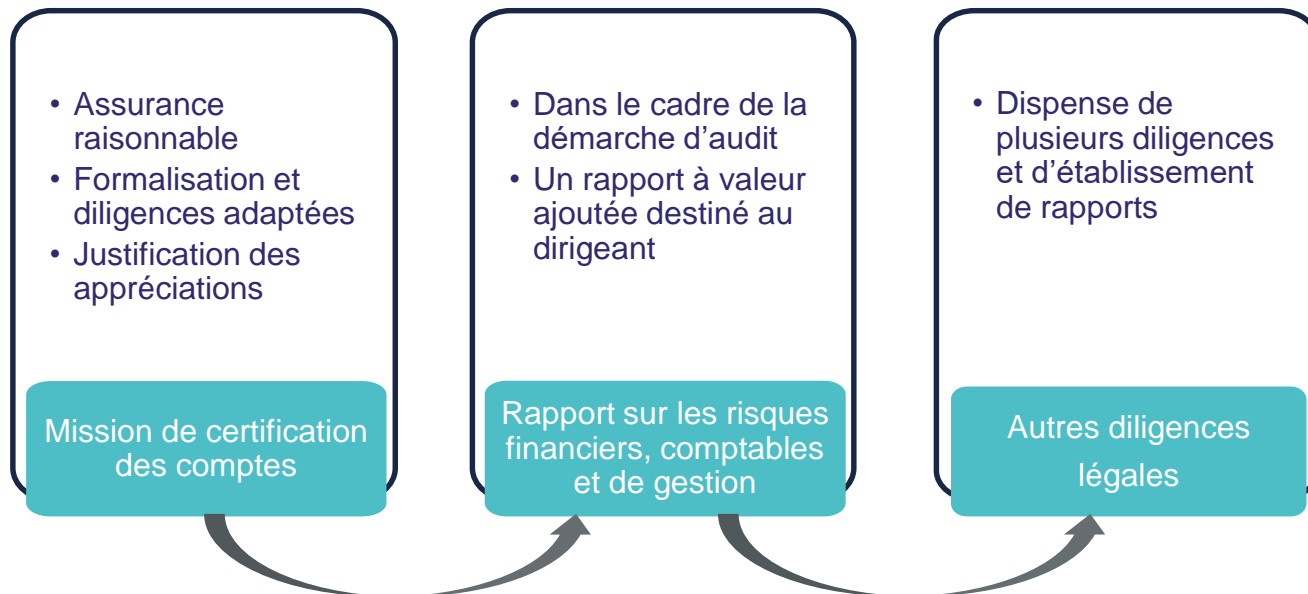 • Assurance
raisonnable
• Formalisation et
diligences adaptées
• Justification des
appréciations
Mission de certification
des comptes
• Dans le cadre de la
démarche d'audit
• Un rapport à valeur
ajoutée destiné au
dirigeant
Rapport sur les risques
financiers, comptables
et de gestion
• Dispense de
plusieurs diligences
et d'établissement
de rapports
Autres diligences
légales